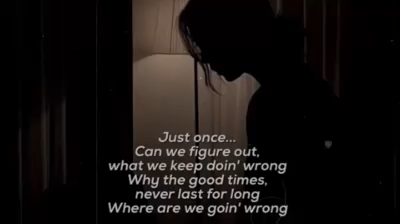 Just once...
Can we figure out,
what we keep doin' wrong
Why the good times,
never last for long
Where are we goin' wrong